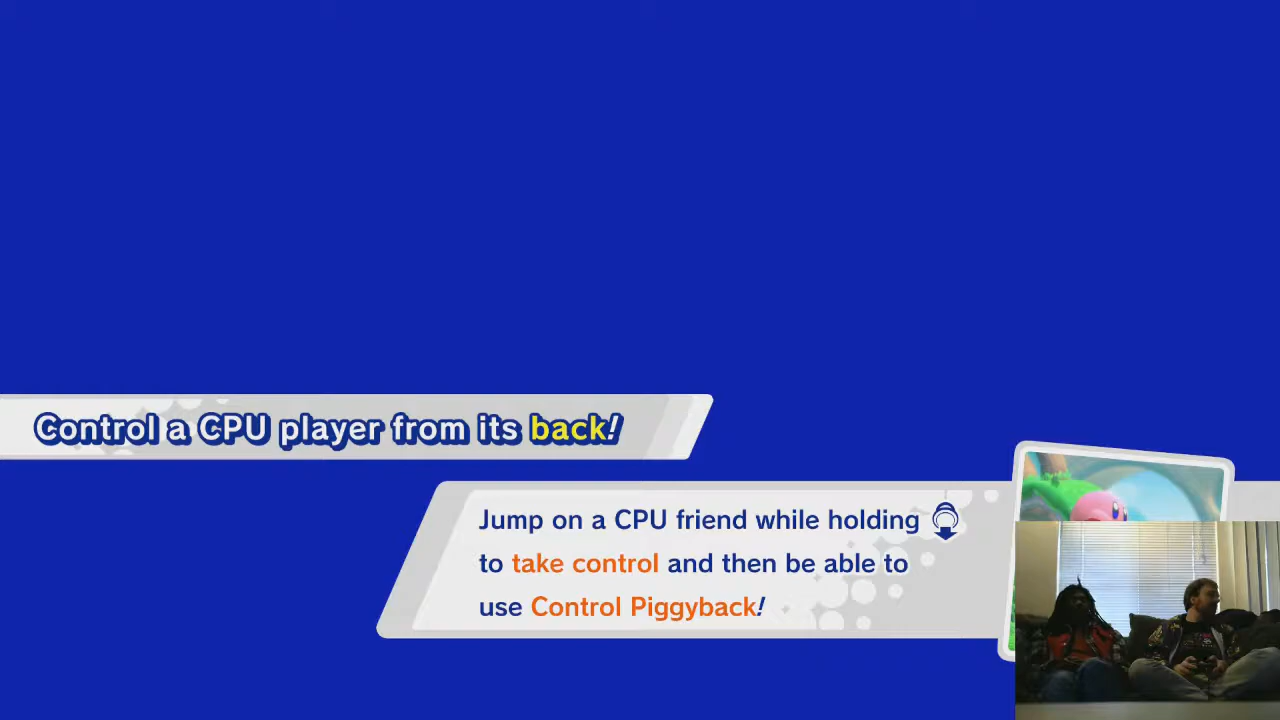 Control a CPU player from its back!
Jump on a CPU friend while holding
to take control and then be able to
use Control Piggyback!